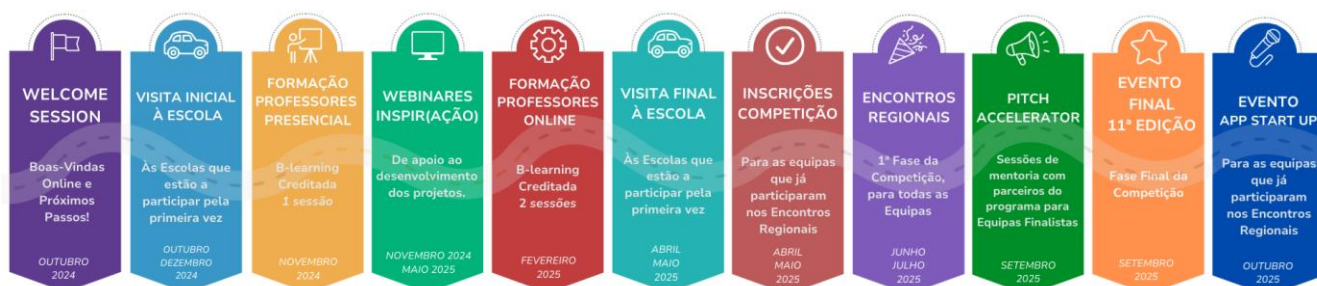 WELCOME
SESSION
Boas-Vindas
Online e
Próximos
Passos!
OUTUBRO
2024
VISITA INICIAL
À ESCOLA
Às Escolas que
estão a
participar pela
primeira vez
OUTUBRO
DEZEMBRO
2024
FORMAÇÃO
PROFESSORES
PRESENCIAL
B-learning
Creditada
1 sessão
NOVEMBRO
2024
WEBINARES
INSPIR(AÇÃO)
De apoio ao
desenvolvimento
dos projetos.
NOVEMBRO 2024
MAIO 2025
FORMAÇÃO
PROFESSORES
ONLINE
B-learning
Creditada
2 sessões
FEVEREIRO
2025
VISITA FINAL
À ESCOLA
Às Escolas que
estão a
participar pela
primeira vez
ABRIL
MAIO
2025
INSCRIÇÕES
COMPETIÇÃO
Para as equipas
que já
participaram
nos Encontros
Regionais
ABRIL
MAIO
2025
ENCONTROS
REGIONAIS
1ª Fase da
Competição,
para todas as
Equipas
JUNHO
JULHO
2025
PITCH
ACCELERATOR
Sessões de
mentoria com
parceiros do
programa para
Equipas Finalistas
SETEMBRO
2025
EVENTO
FINAL
11ª EDIÇÃO
Fase Final da
Competição
SETEMBRO
2025
EVENTO
APP START UP
Para as equipas
que já
participaram
nos Encontros
Regionais
OUTUBRO
2025